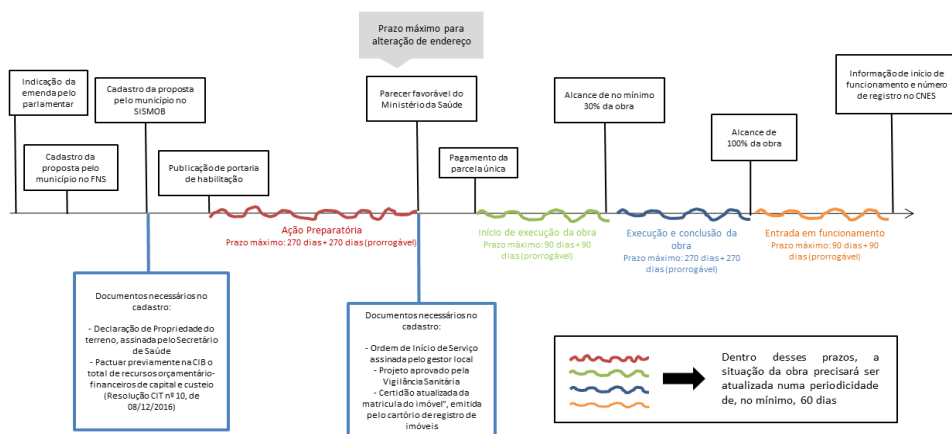 Prazo máximo para
alteração de endereço
Indicação da
emenda pelo
parlamentar
Cadastro da proposta
pelo município no
SISMOB
Parecer favorável do
Ministério da Saúde
Alcance de no mínimo
30% da obra
Informação de início de
funcionamento e número
de registro no CNES
Cadastro da
proposta pelo
município no FNS
Publicação de portaria
de habilitação
Pagamento da
parcela única
Alcance de
100% da obra
Ação Preparatória
Prazo máximo: 270 dias + 270 dias (prorrogável)
Início de execução da obra
Prazo máximo: 90 dias + 90
dias (prorrogável)
Execução e conclusão da
obra
Prazo máximo: 270 dias + 270
dias (prorrogável)
Entrada em funcionamento
Prazo máximo: 90 dias + 90
dias (prorrogável)
Documentos necessários no
cadastro:
- Declaração de Propriedade do
terreno, assinada pelo Secretário
de Saúde
- Pactuar previamente na CIB o
total de recursos orçamentário-
financeiros de capital e custeio
(Resolução CIT nº 10, de
08/12/2016)
Documentos necessários no
cadastro:
- Ordem de Início de Serviço
assinada pelo gestor local
- Projeto aprovado pela
Vigilância Sanitária
- Certidão atualizada da
matricula do imóvel", emitida
pelo cartório de registro de
imóveis
Dentro desses prazos, a
situação da obra precisará ser
atualizada numa periodicidade
de, no mínimo, 60 dias